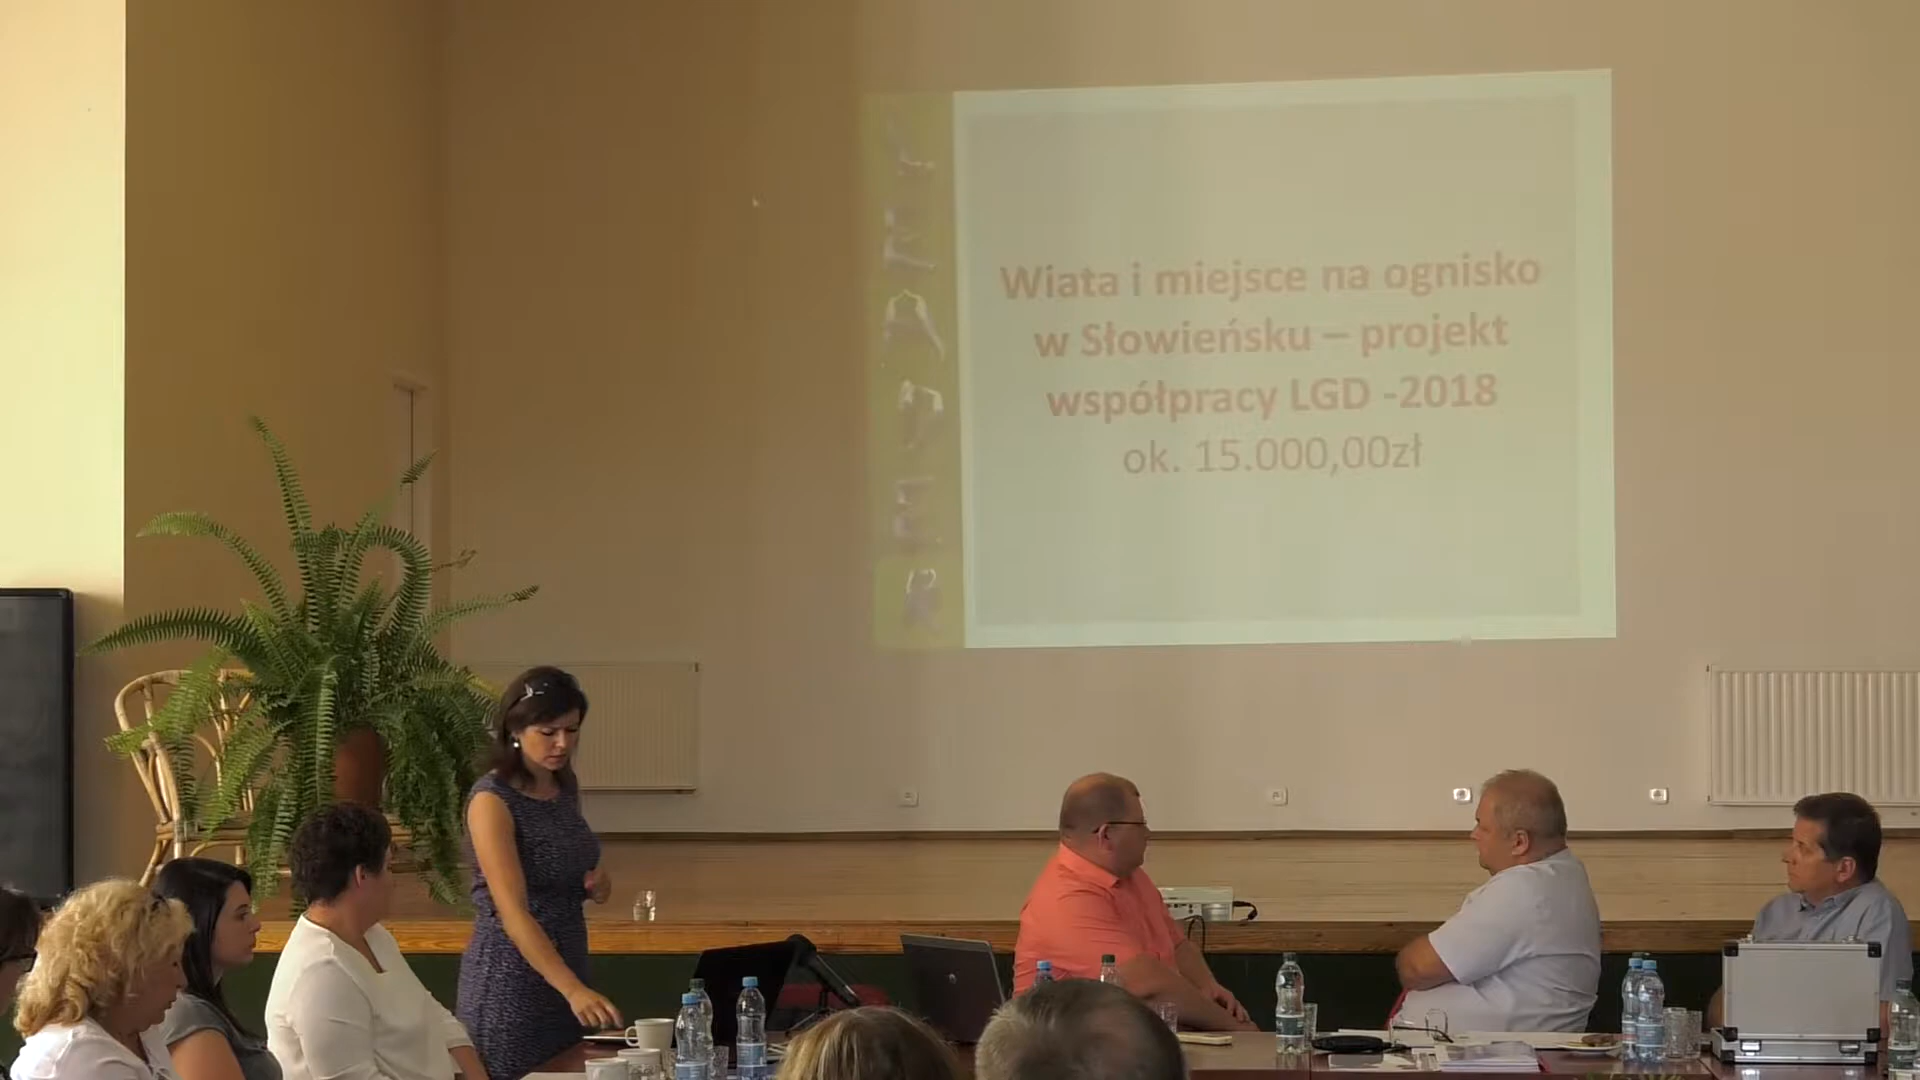 Wiata i miejsce na ognisko
w Słowieńsku – projekt
współpracy LGD -2018
ok. 15.000,00zł